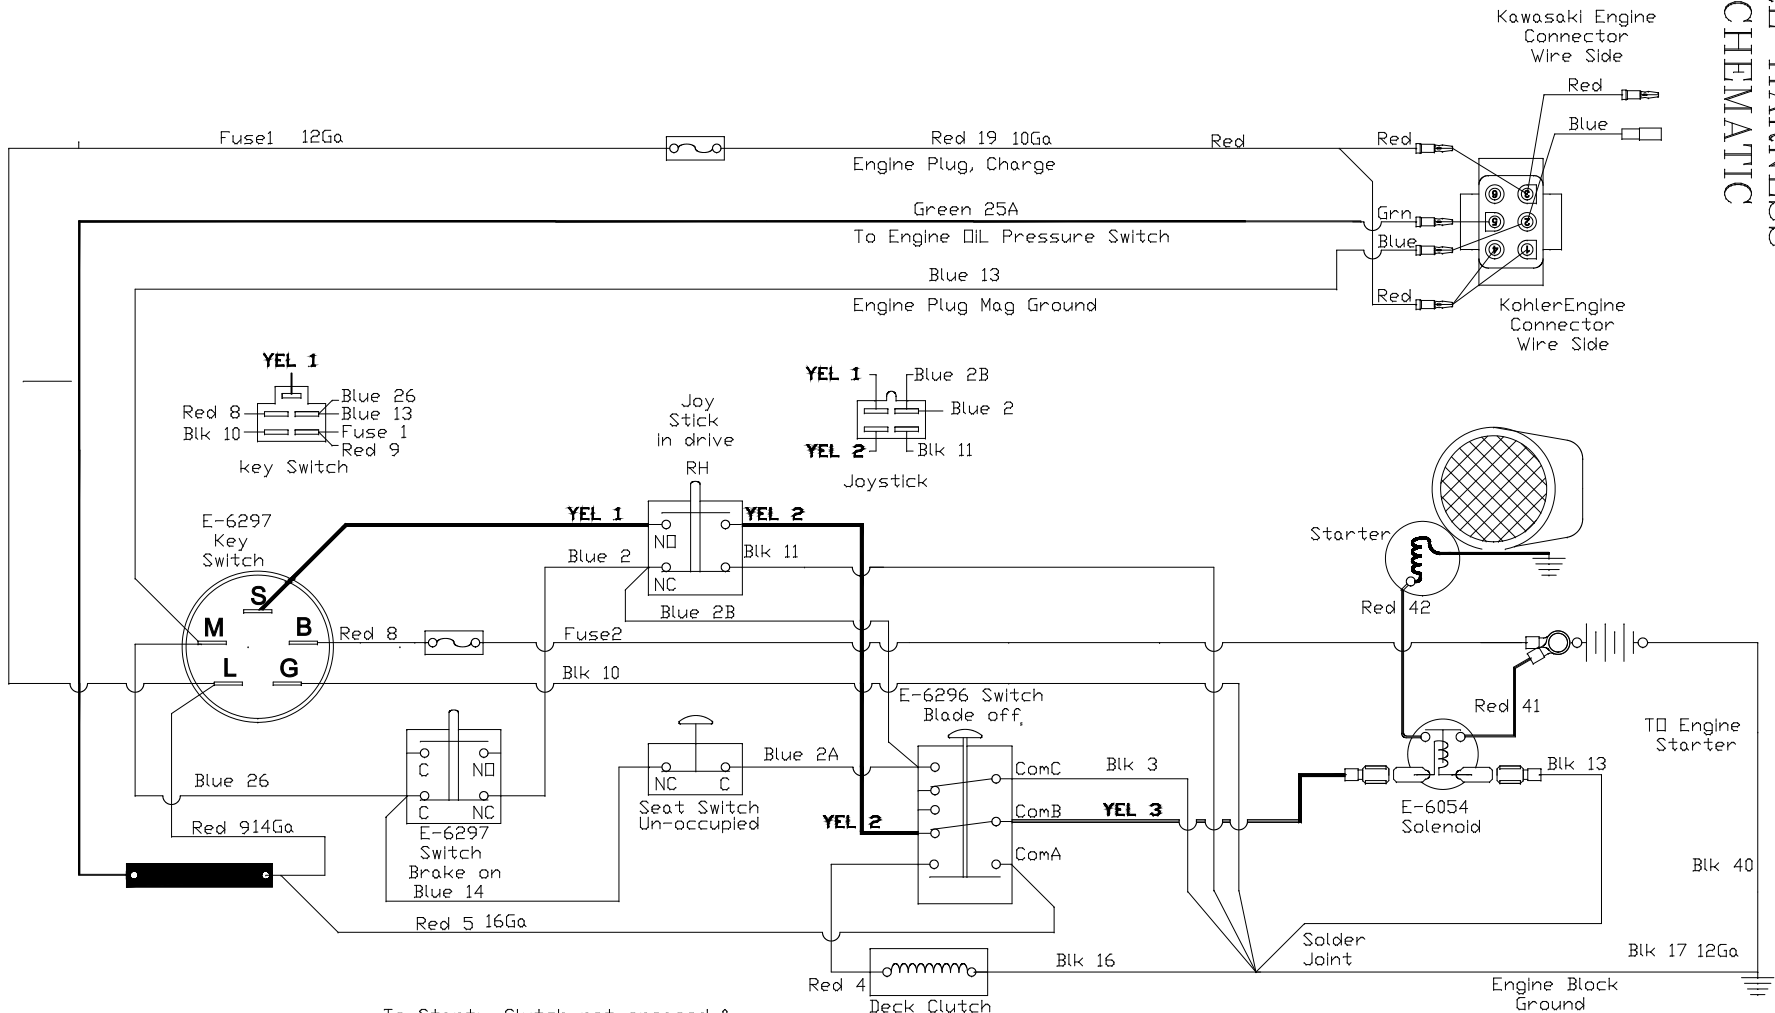 Kawasaki Engine
Connector
Wire Side
CHEMATIC
Red
Blue
Fuse1 12Ga
Red 19 10Ga
Red
Red
Engine Plug, Charge
Green 25A
Grn
To Engine OiL Pressure Switch
Blue
Blue 13
Engine Plug Mag Ground
Red
3
6
2
5
1
4
KohlerEngine
Connector
Wire Side
YEL 1
Blue 26
Red 8
Blue 13
Blk 10
Fuse 1
Red 9
key Switch
YEL 1
Blue 2B
Blue 2
YEL 2
Blk 11
Joystick
Joy
Stick
in drive
RH
E-6297
Key
Switch
YEL 1
YEL 2
NO
Blue 2
Blk 11
NC
Blue 2B
Starter
Red 42
S
M
B
L
G
Red 8
Fuse2
Blk 10
E-6296 Switch
Blade off,
Red 41
TO Engine
Starter
C
NO
Blue 26
C
NC
E-6297
Switch
Brake on
Blue 14
NC
C
Seat Switch
Un-occupied
Blue 2A
ComC
Blk 3
Blk 13
YEL 2
ComB
YEL 3
E-6054
Solenoid
ComA
Red 914Ga
Blk 40
Red 5 16Ga
Solder
Joint
Blk 17 12Ga
Blk 16
Red 4
Deck Clutch
Engine Block
Ground